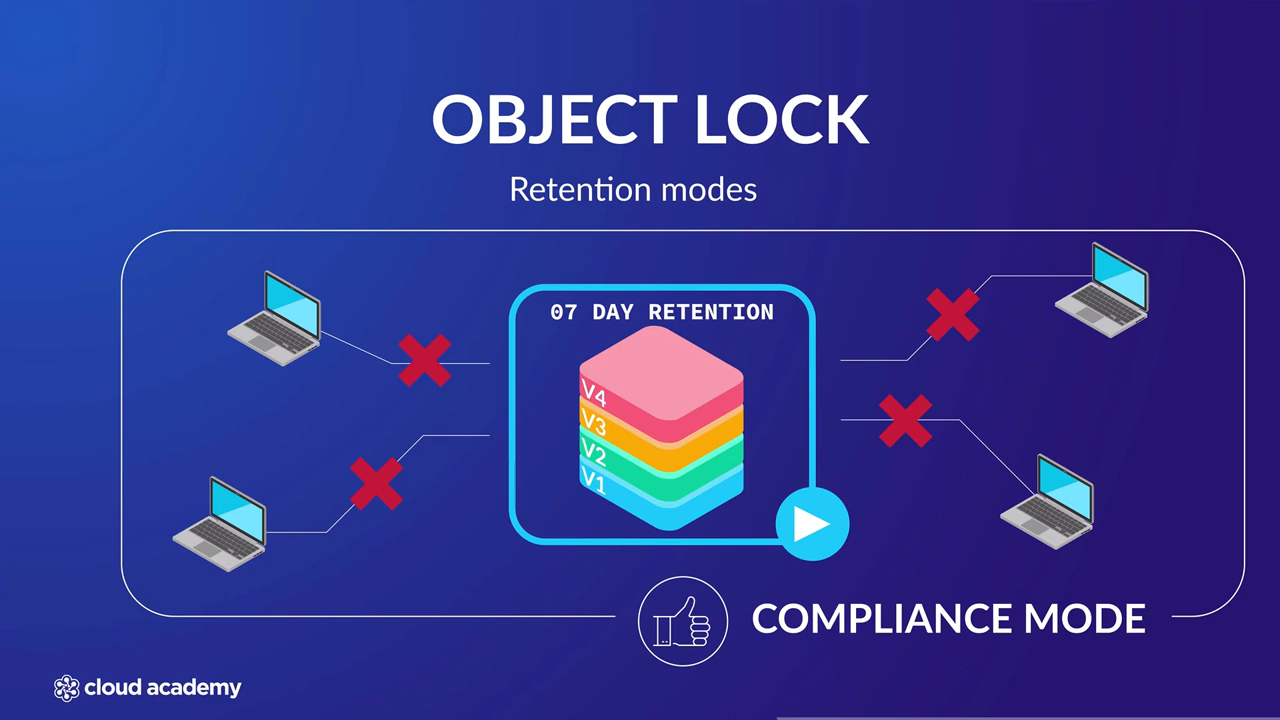 OBJECT LOCK
Retention modes
07 DAY RETENTION
V4
V3
V2
V1
COMPLIANCE MODE
cloud academy